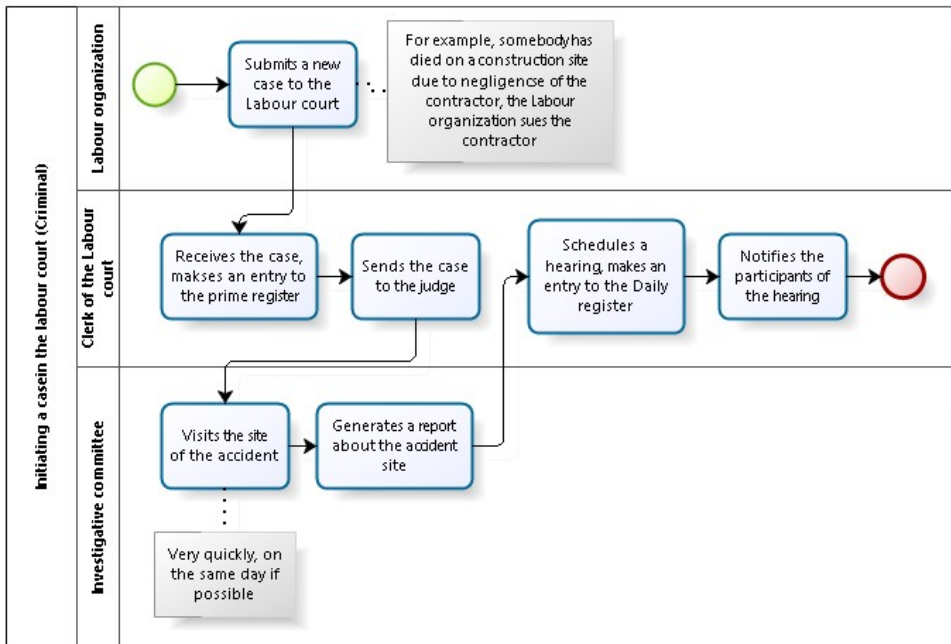 Initiating a casein the labour court (Criminal)
Labour organization
Submits a new
case to the
Labour court
For example, somebody has
died on a construction site
due to negligencse of the
contractor, the Labour
organization sues the
contractor
Clerk of the Labour
court
Receives the case,
makses an entry to
the prime register
Sends the case
to the judge
Schedules a
hearing, makes an
entry to the Daily
register
Notifies the
participants of
the hearing
Investigative committee
Visits the site
of the accident
Generates a report
about the accident
site
Very quickly, on
the same day if
possible